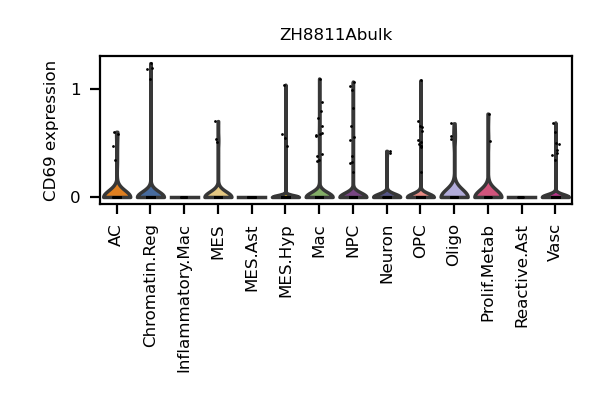 ZH8811Abulk
CD69 expression
1
0
AC
Chromatin.Reg
Inflammatory.Mac
MES
MES.Ast
MES.Hyp
Mac
NPC
Neuron
OPC
Oligo
Prolif.Metab
Reactive.Ast
Vasc